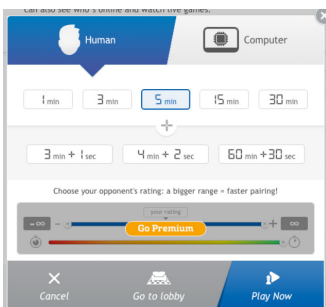 can also see who's online and watch live games.
Human
Computer
1 min
3 min
5 min
15 min
30 min
+
3 min + 1 sec
4 min + 2 sec
60 min +30 sec
Choose your opponent's rating: a bigger range = faster pairing!
your rating
-∞ - + ∞
Go Premium
Cancel
Go to lobby
Play Now